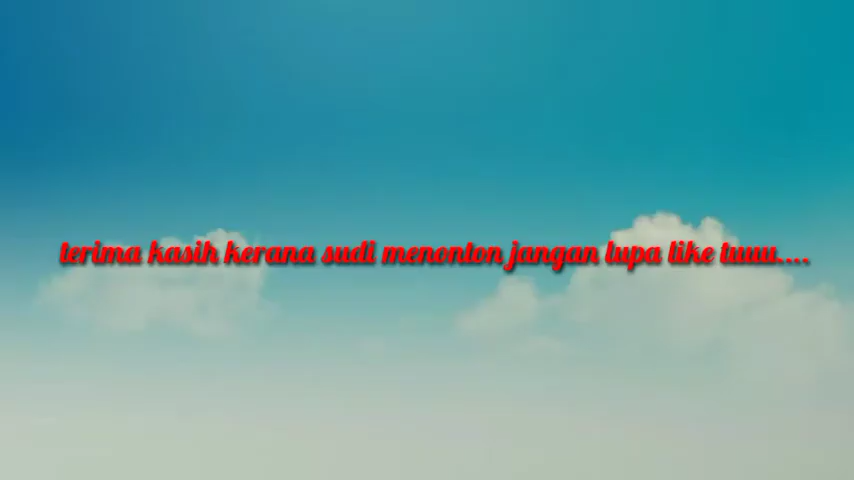 terima kasih kerana sudi menonton jangan lupa like tuuu....